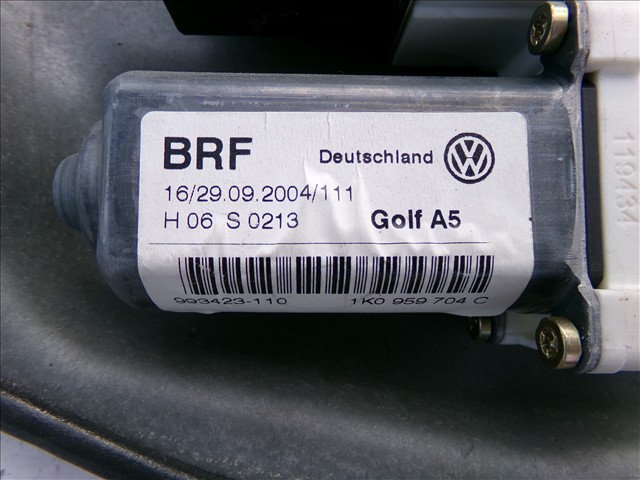 BRF Deutschland
16/29.09.2004/111
H 06 S 0213 Golf A5
993423-110 1K0 959 704 C
119434